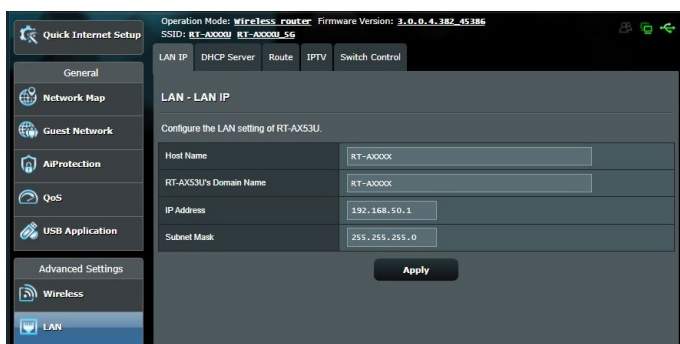 Quick Internet Setup
General
Network Map
Guest Network
AiProtection
QoS
USB Application
Advanced Settings
Wireless
LAN
Operation Mode: Wireless router Firmware Version: 3.0.0.4.382_45386
SSID: RT-AXXXU RT-AXXXU_5G
LAN IP DHCP Server Route IPTV Switch Control
LAN - LAN IP
Configure the LAN setting of RT-AX53U.
Host Name RT-AXXXX
RT-AX53U's Domain Name RT-AXXXX
IP Address 192.168.50.1
Subnet Mask 255.255.255.0
Apply